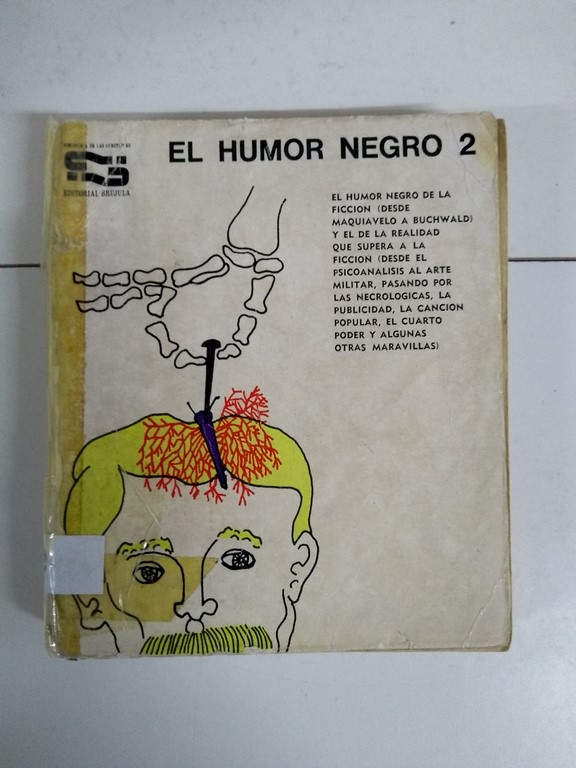 EL HUMOR NEGRO 2
EDITORIAL BRUJULA
EL HUMOR NEGRO DE LA
FICCION (DESDE
MAQUIAVELO A BUCHWALD)
Y EL DE LA REALIDAD
QUE SUPERA A LA
FICCION (DESDE EL
PSICOANALISIS AL ARTE
MILITAR, PASANDO POR
LAS NECROLOGICAS, LA
PUBLICIDAD, LA CANCION
POPULAR, EL CUARTO
PODER Y ALGUNAS
OTRAS MARAVILLAS)